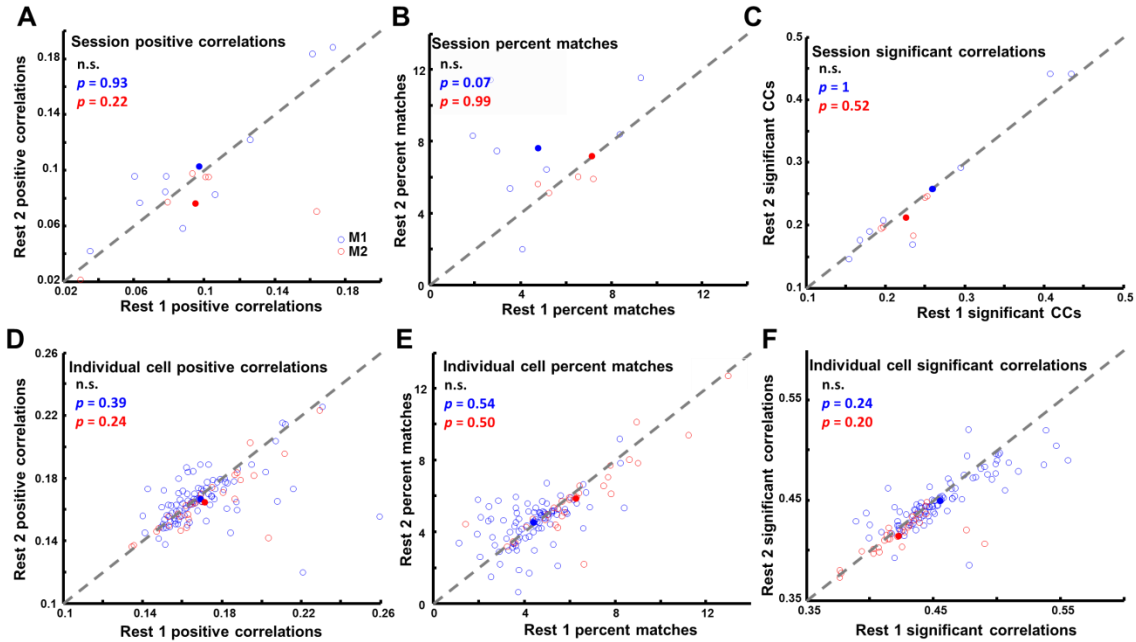 A
Session positive correlations
n.s.
p = 0.93
p = 0.22
Rest 2 positive correlations
0.18
0.14
0.1
0.06
0.02
0.02
0.06
0.1
0.14
0.18
Rest 1 positive correlations
M1
M2
B
Session percent matches
n.s.
p = 0.07
p = 0.99
Rest 2 percent matches
12
8
4
0
0
4
8
12
Rest 1 percent matches
C
Session significant correlations
n.s.
p = 1
p = 0.52
Rest 2 significant CCs
0.5
0.4
0.3
0.2
0.1
0.1
0.2
0.3
0.4
0.5
Rest 1 significant CCs
D
Individual cell positive correlations
n.s.
p = 0.39
p = 0.24
Rest 2 positive correlations
0.26
0.22
0.18
0.14
0.1
0.1
0.14
0.18
0.22
0.26
Rest 1 positive correlations
E
Individual cell percent matches
n.s.
p = 0.54
p = 0.50
Rest 2 percent matches
12
8
4
0
0
4
8
12
Rest 1 percent matches
F
Individual cell significant correlations
n.s.
p = 0.24
p = 0.20
Rest 2 significant correlations
0.55
0.45
0.35
0.35
0.45
0.55
Rest 1 significant correlations